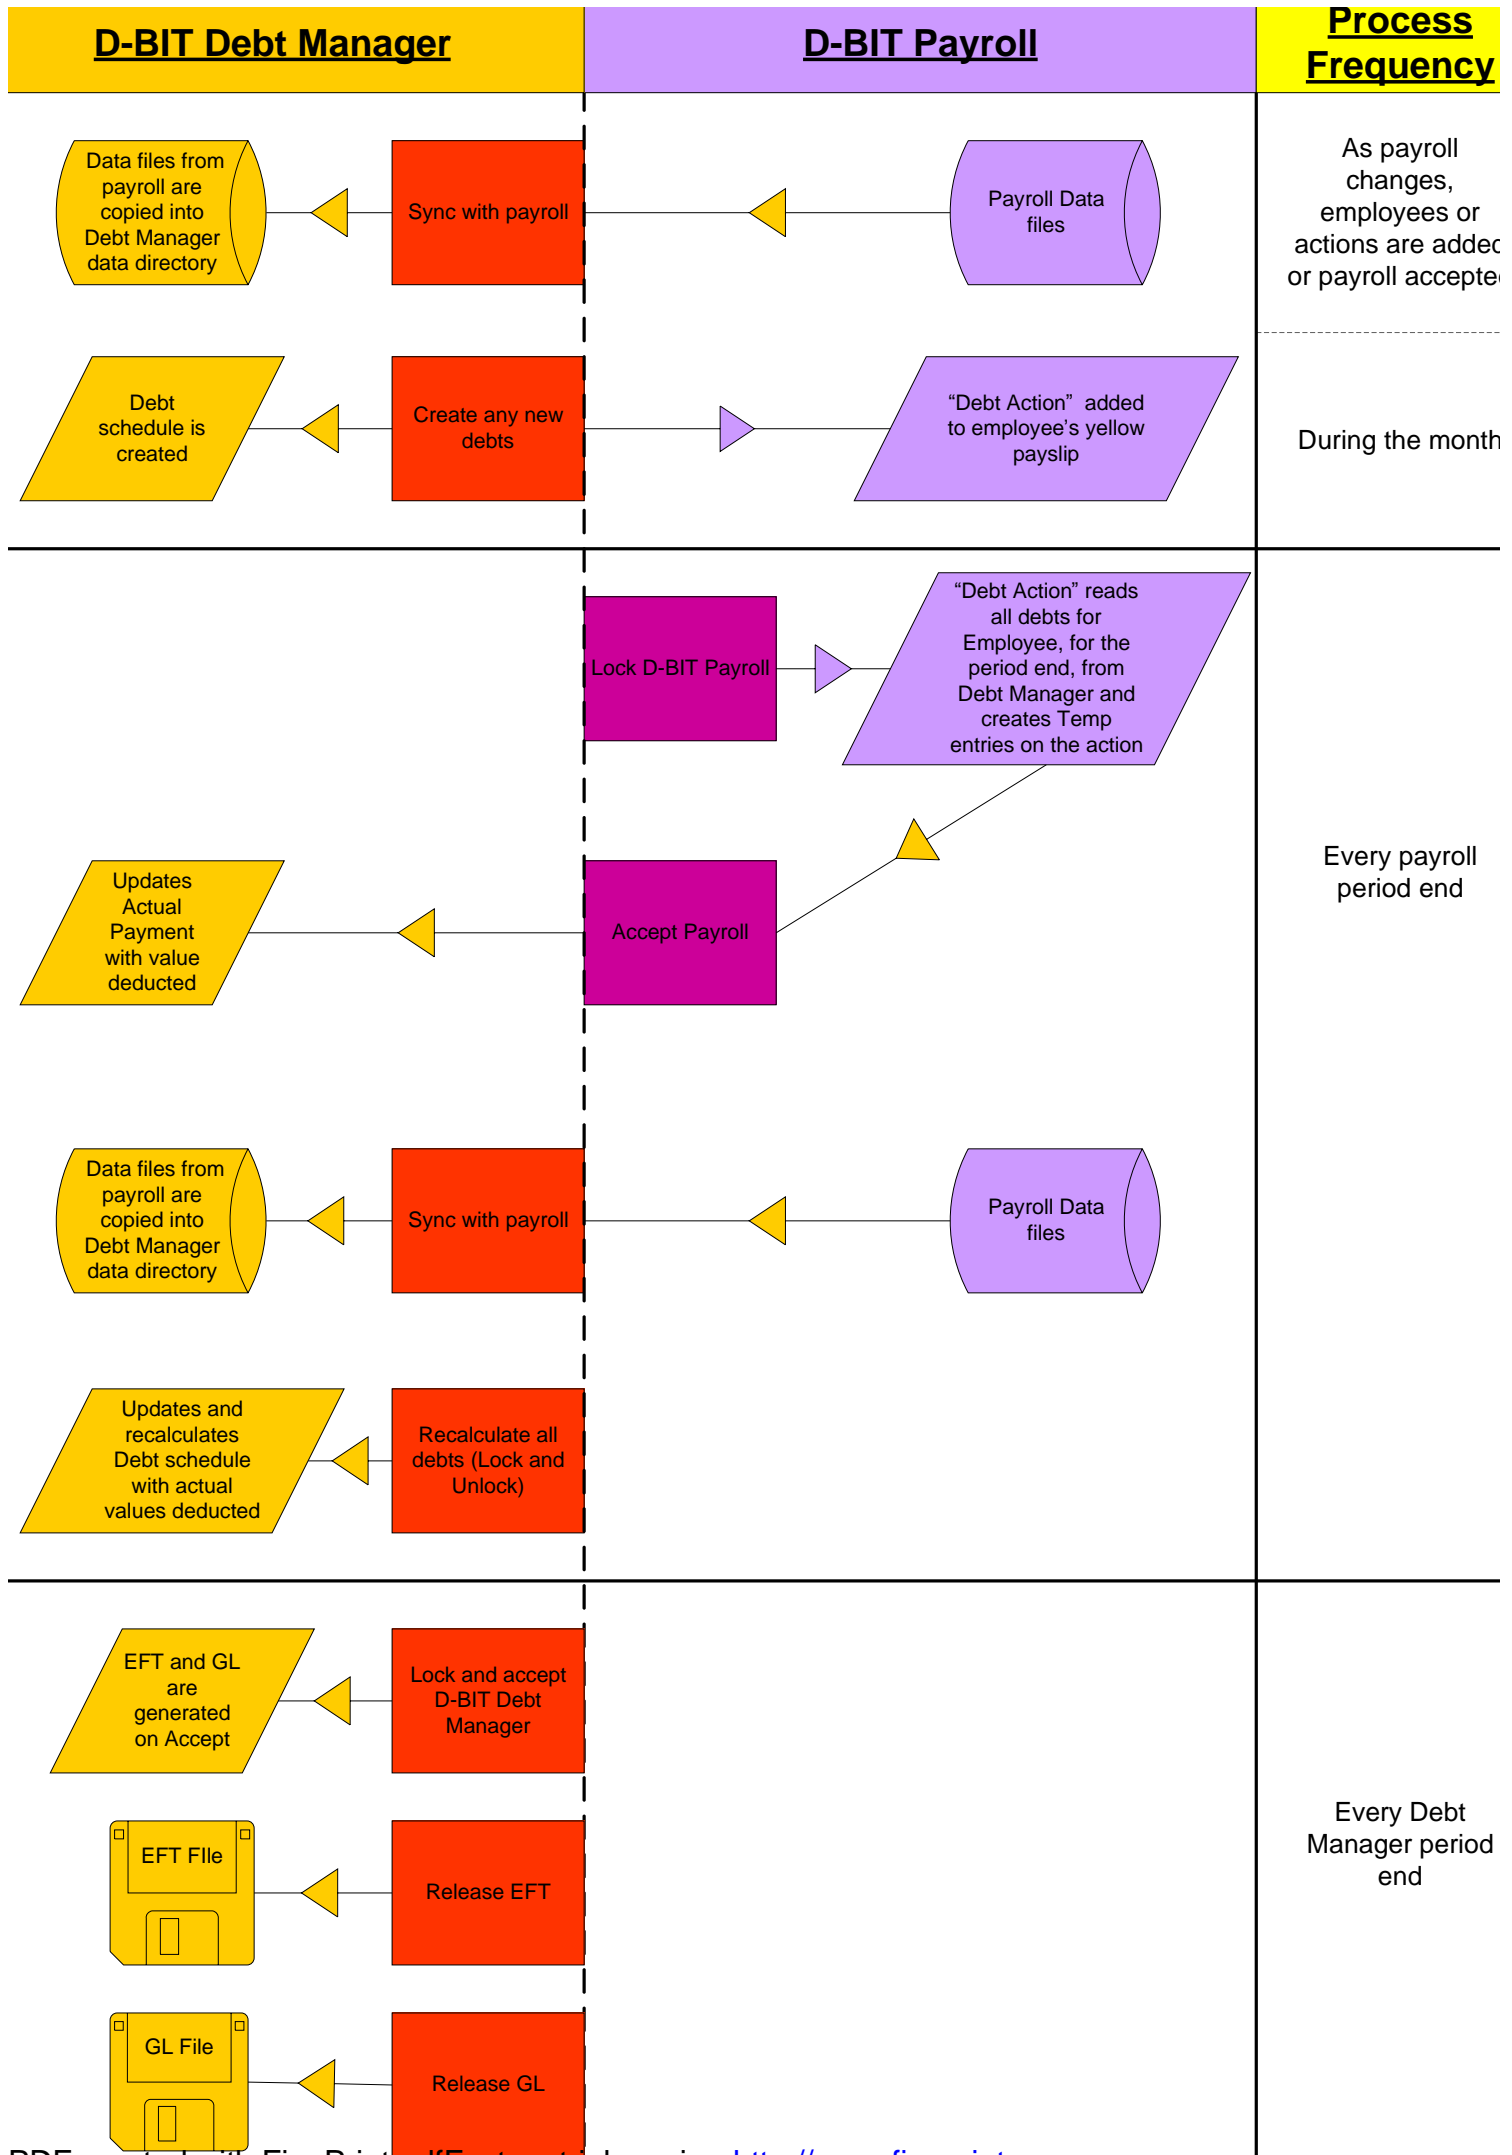 D-BIT Debt Manager
D-BIT Payroll
Process
Frequency
Data files from
payroll are
copied into
Debt Manager
data directory
Sync with payroll
Payroll Data
files
As payroll
changes,
employees or
actions are added
or payroll accepted
Debt
schedule is
created
Create any new
debts
“Debt Action” added
to employee’s yellow
payslip
During the month
“Debt Action” reads
all debts for
Employee, for the
period end, from
Debt Manager and
creates Temp
entries on the action
Lock D-BIT Payroll
Every payroll
period end
Updates
Actual
Payment
with value
deducted
Accept Payroll
Data files from
payroll are
copied into
Debt Manager
data directory
Sync with payroll
Payroll Data
files
Updates and
recalculates
Debt schedule
with actual
values deducted
Recalculate all
debts (Lock and
Unlock)
EFT and GL
are
generated
on Accept
Lock and accept
D-BIT Debt
Manager
Every Debt
Manager period
end
EFT FIle
Release EFT
GL File
Release GL